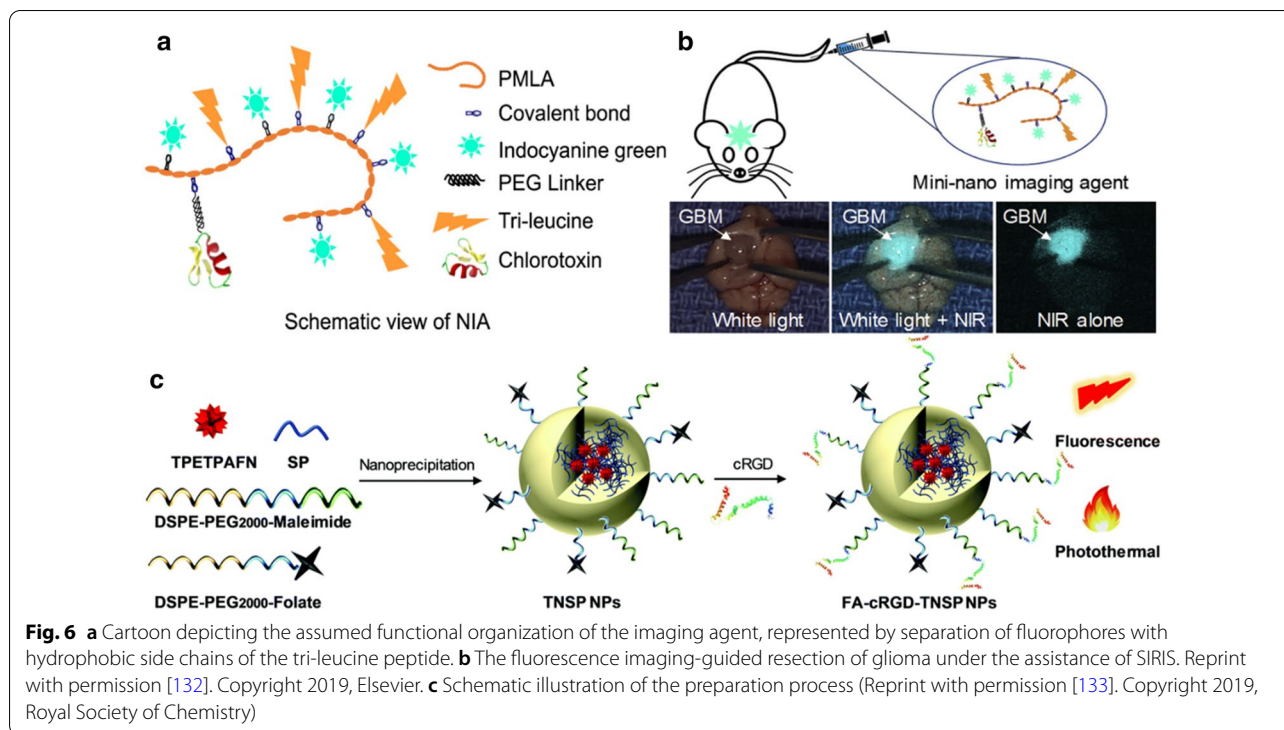 a
PMLA
Covalent bond
Indocyanine green
PEG Linker
Tri-leucine
Chlorotoxin
Schematic view of NIA
b
Mini-nano imaging agent
GBM
White light
GBM
White light + NIR
GBM
NIR alone
c
TPETPAFN
SP
DSPE-PEG2000-Maleimide
DSPE-PEG2000-Folate
Nanoprecipitation
TNSP NPs
cRGD
FA-cRGD-TNSP NPs
Fluorescence
Photothermal
Fig. 6 a Cartoon depicting the assumed functional organization of the imaging agent, represented by separation of fluorophores with
hydrophobic side chains of the tri-leucine peptide. b The fluorescence imaging-guided resection of glioma under the assistance of SIRIS. Reprint
with permission [132]. Copyright 2019, Elsevier. c Schematic illustration of the preparation process (Reprint with permission [133]. Copyright 2019,
Royal Society of Chemistry)